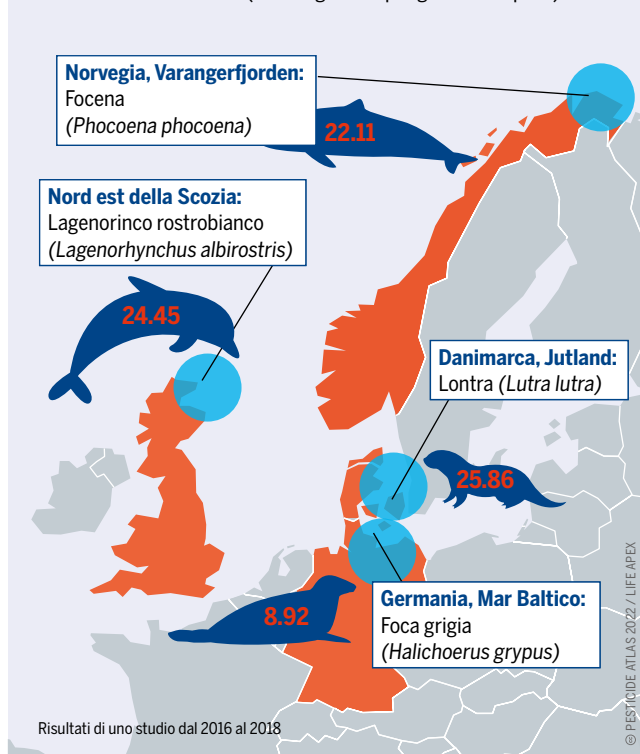 Norvegia, Varangerfjorden:
Focena
(Phocoena phocoena)
22.11
Nord est della Scozia:
Lagenorinco rostrobianco
(Lagenorhynchus albirostris)
24.45
Danimarca, Jutland:
Lontra (Lutra lutra)
25.86
8.92
Germania, Mar Baltico:
Foca grigia
(Halichoerus grypus)
Risultati di uno studio dal 2016 al 2018
PESTICIDE ATLAS 2022 / LIFE APEX